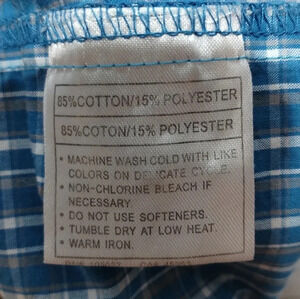 85%COTTON/15% POLYESTER
85%COTON/15% POLYESTER
• MACHINE WASH COLD WITH LIKE
COLORS ON DELICATE CYCLE.
• NON-CHLORINE BLEACH IF
NECESSARY.
• DO NOT USE SOFTENERS.
• TUMBLE DRY AT LOW HEAT.
• WARM IRON.